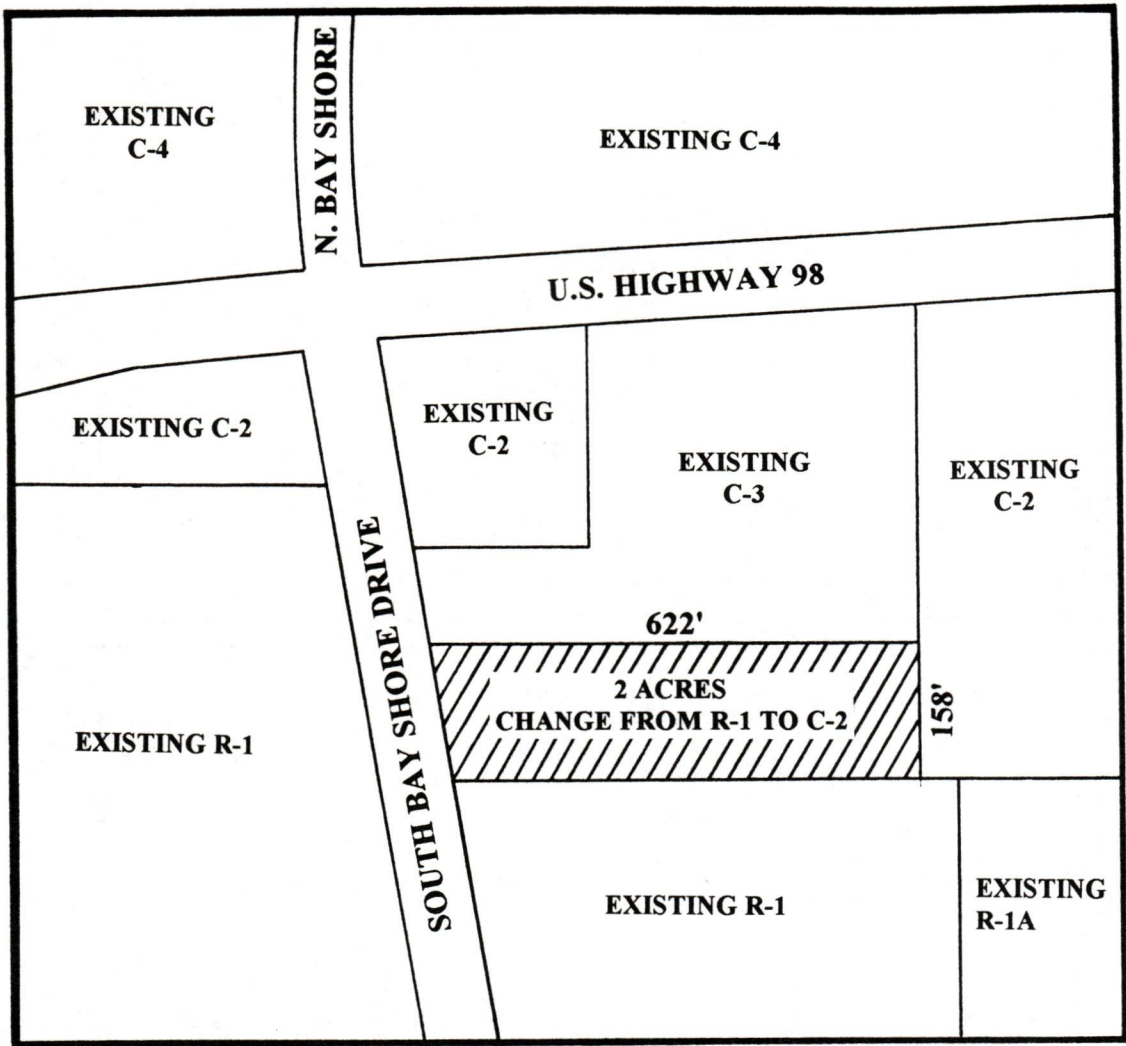 EXISTING
C-4
N. BAY SHORE
EXISTING C-4
U.S. HIGHWAY 98
EXISTING C-2
EXISTING
C-2
EXISTING
C-3
EXISTING
C-2
SOUTH BAY SHORE DRIVE
622'
2 ACRES
CHANGE FROM R-1 TO C-2
158'
EXISTING R-1
EXISTING R-1
EXISTING
R-1A